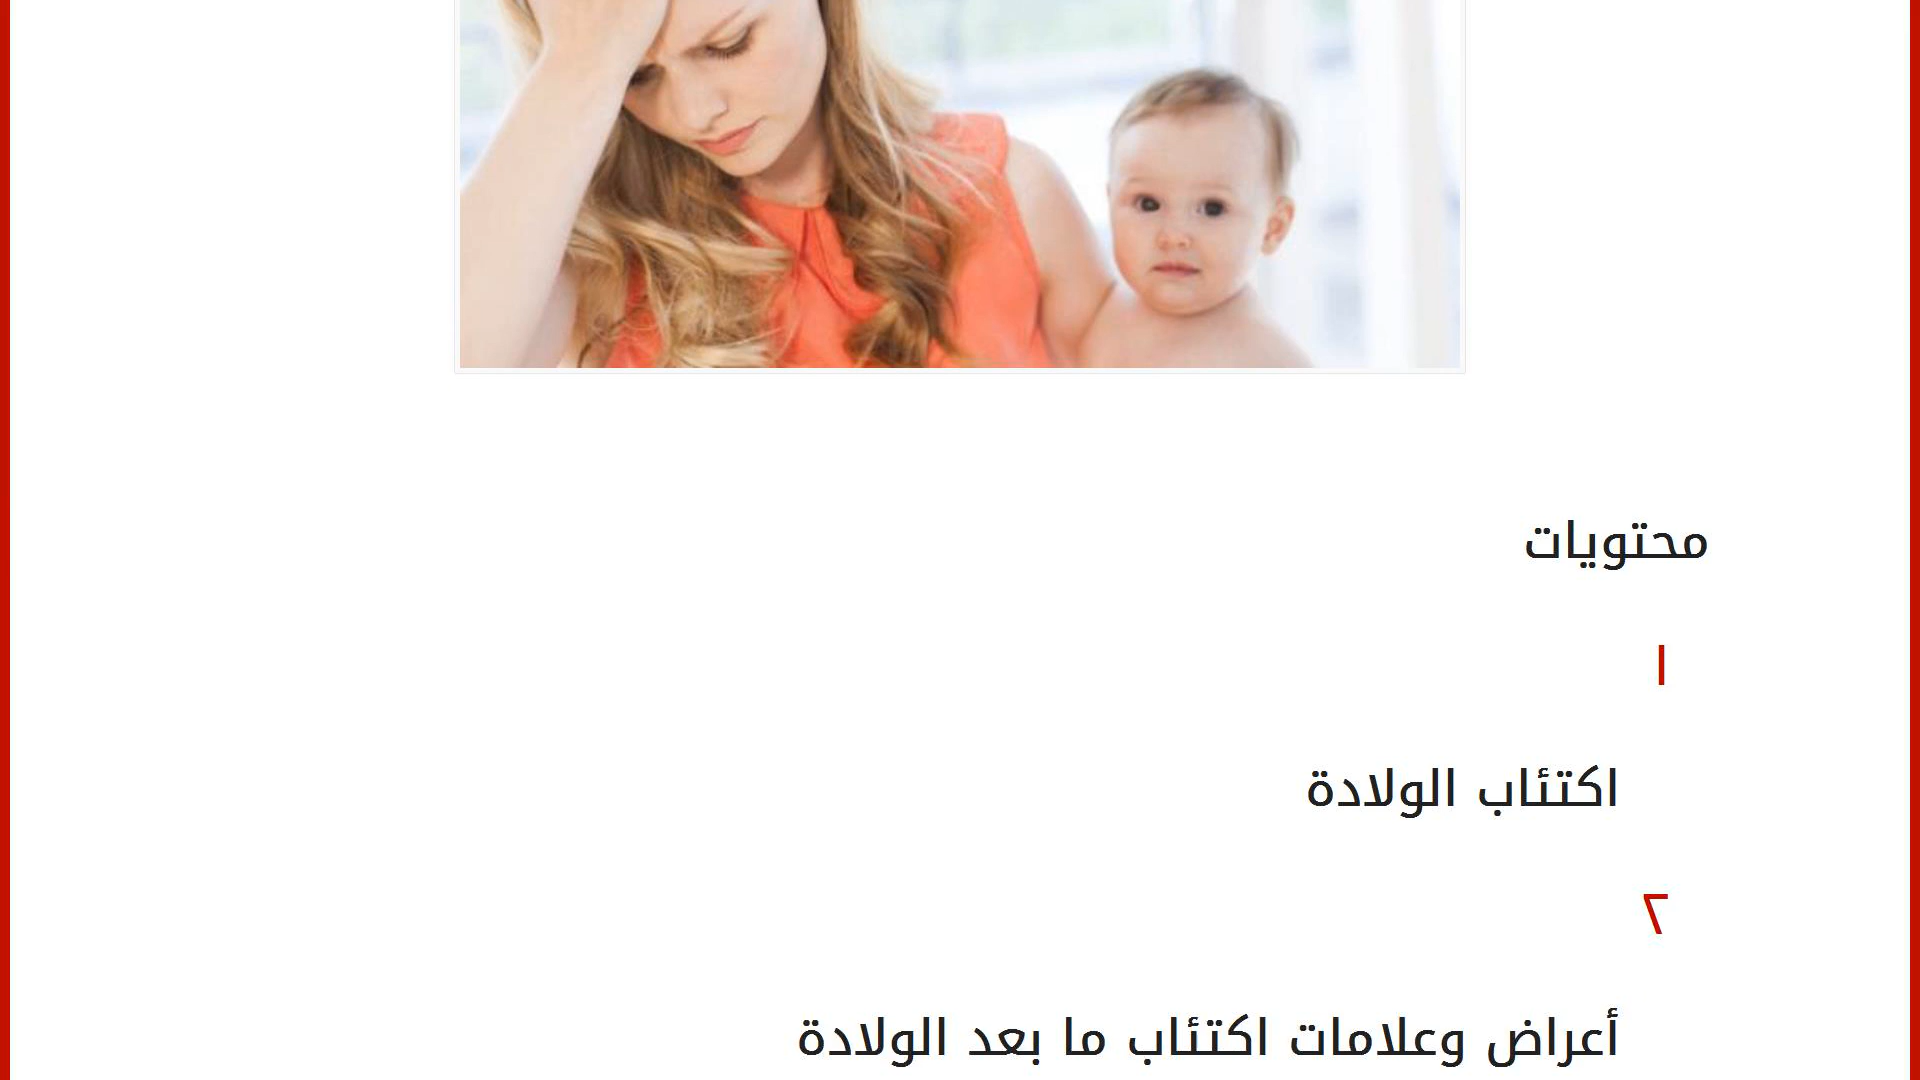 محتويات
١
اكتئاب الولادة
٢
أعراض وعلامات اكتئاب ما بعد الولادة